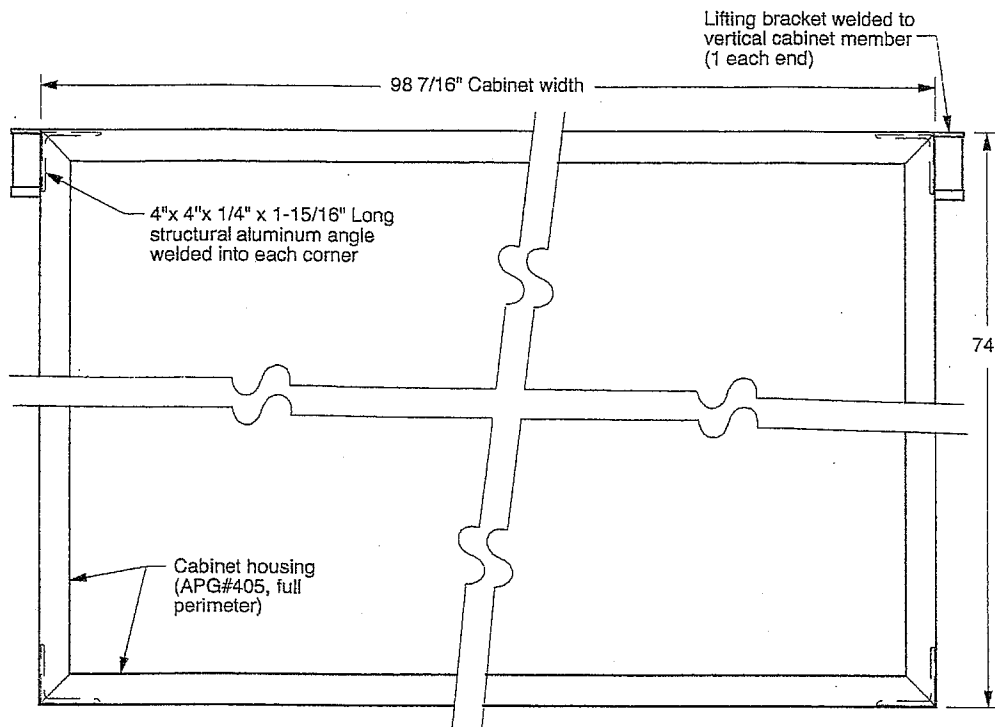 Lifting bracket welded to
vertical cabinet member
(1 each end)
98 7/16" Cabinet width
4"x 4"x 1/4" x 1-15/16" Long
structural aluminum angle
welded into each corner
74
Cabinet housing
(APG#405, full
perimeter)